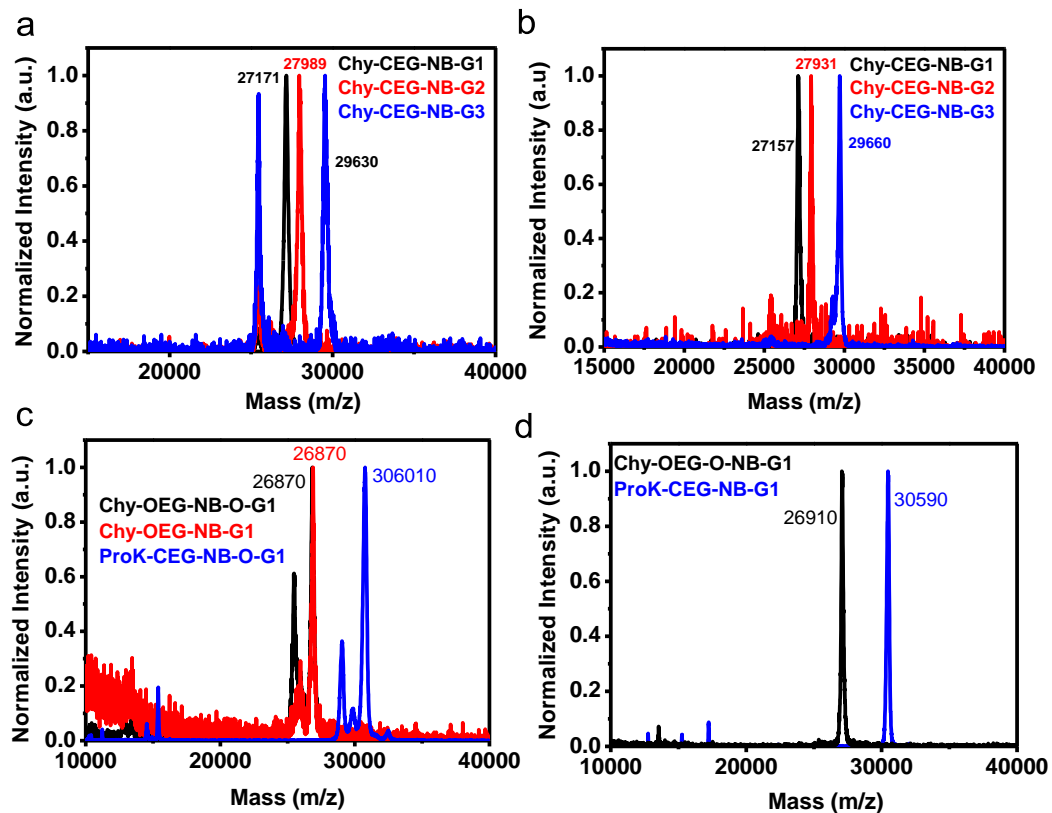 a
Normalized Intensity (a.u.)
1.0
0.8
0.6
0.4
0.2
0.0
27171
27989
29630
Chy-CEG-NB-G1
Chy-CEG-NB-G2
Chy-CEG-NB-G3
20000 30000 40000
Mass (m/z)
b
Normalized Intensity (a.u)
1.0
0.8
0.6
0.4
0.2
0.0
27931
27157
29660
Chy-CEG-NB-G1
Chy-CEG-NB-G2
Chy-CEG-NB-G3
15000 20000 25000 30000 35000 40000
Mass (m/z)
c
Normalized Intensity (a.u.)
1.0
0.8
0.6
0.4
0.2
0.0
26870
26870
306010
Chy-OEG-NB-O-G1
Chy-OEG-NB-G1
ProK-CEG-NB-O-G1
10000 20000 30000 40000
Mass (m/z)
d
Normalized Intensity (a.u.)
1.0
0.8
0.6
0.4
0.2
0.0
Chy-OEG-O-NB-G1
ProK-CEG-NB-G1
26910
30590
10000 20000 30000 40000
Mass (m/z)